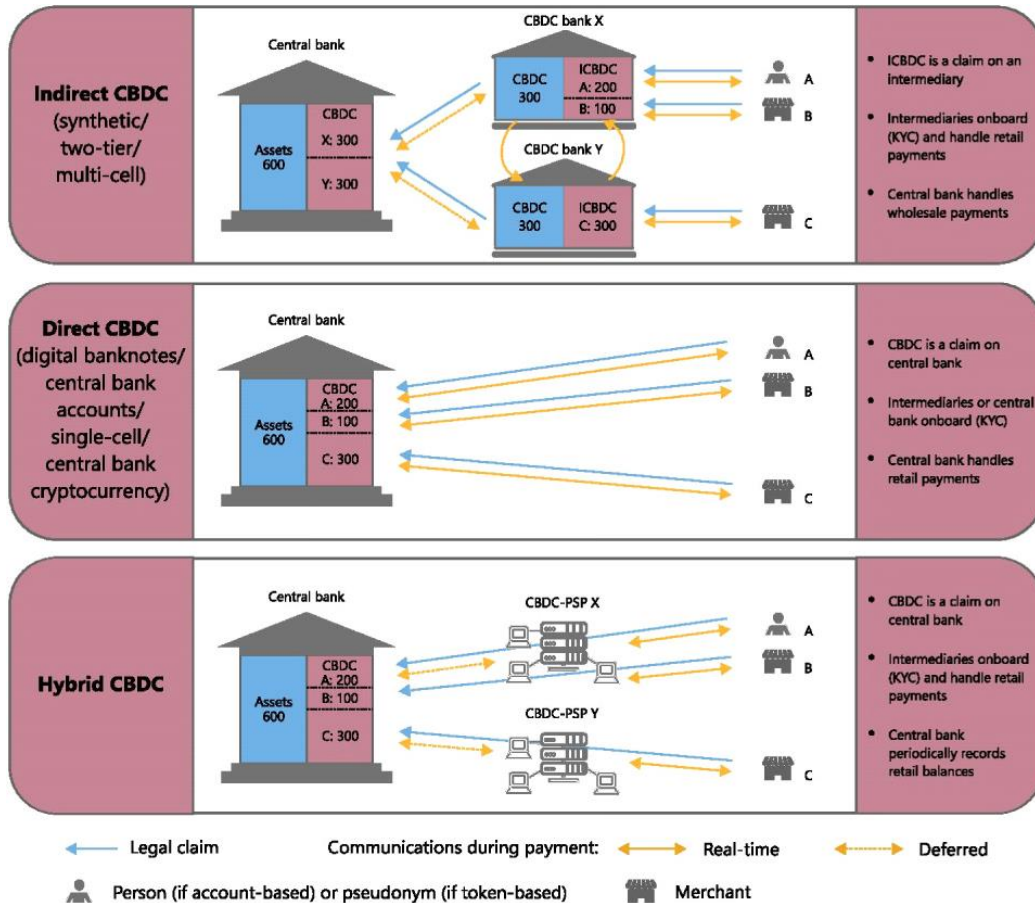 Indirect CBDC
(synthetic/
two-tier/
multi-cell)
Central bank
Assets
600
CBDC
X: 300
Y: 300
CBDC bank X
CBDC
300
ICBDC
A: 200
B: 100
CBDC bank Y
CBDC
300
ICBDC
C: 300
A
B
C
• ICBDC is a claim on an
intermediary
• Intermediaries onboard
(KYC) and handle retail
payments
• Central bank handles
wholesale payments
Direct CBDC
(digital banknotes/
central bank
accounts/
single-cell/
central bank
cryptocurrency)
Central bank
Assets
600
CBDC
A: 200
B: 100
C: 300
A
B
C
• CBDC is a claim on
central bank
• Intermediaries or central
bank onboard (KYC)
• Central bank handles
retail payments
Hybrid CBDC
Central bank
Assets
600
CBDC
A: 200
B: 100
C: 300
CBDC-PSP X
CBDC-PSP Y
A
B
C
• CBDC is a claim on
central bank
• Intermediaries onboard
(KYC) and handle retail
payments
• Central bank
periodically records
retail balances
Legal claim
Communications during payment:
Real-time
Deferred
Person (if account-based) or pseudonym (if token-based)
Merchant